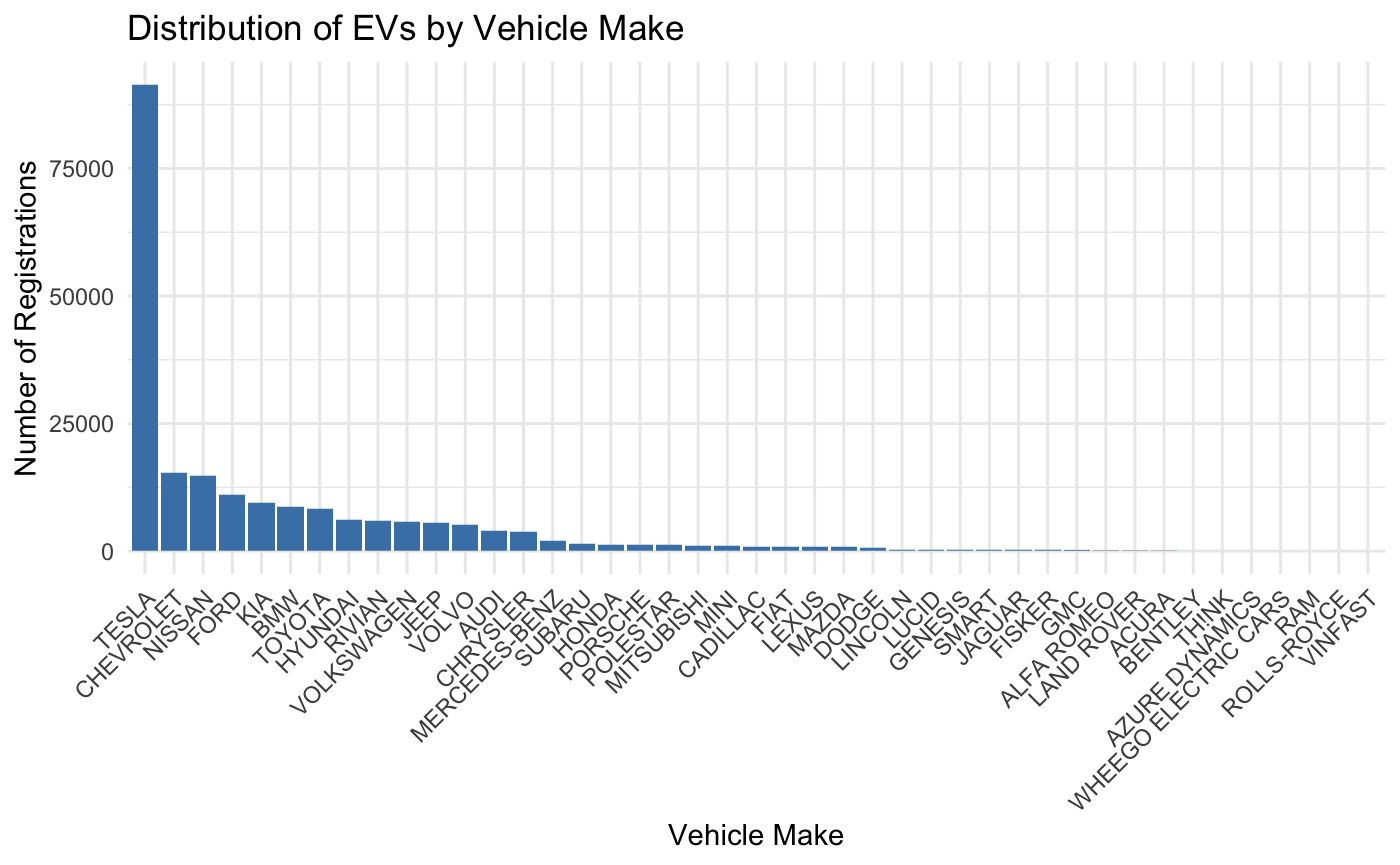 Distribution of EVs by Vehicle Make
Number of Registrations
75000
50000
25000
0
TESLA
CHEVROLET
NISSAN
FORD
KIA
BMW
TOYOTA
HYUNDAI
RIVIAN
VOLKSWAGEN
JEEP
VOLVO
AUDI
CHRYSLER
MERCEDES-BENZ
SUBARU
HONDA
PORSCHE
POLESTAR
MITSUBISHI
MINI
CADILLAC
FIAT
LEXUS
MAZDA
DODGE
LINCOLN
LUCID
GENESIS
SMART
JAGUAR
FISKER
GMC
ALFA ROMEO
LAND ROVER
ACURA
BENTLEY
THINK
AZURE DYNAMICS
WHEEGO ELECTRIC CARS
RAM
ROLLS-ROYCE
VINFAST
Vehicle Make